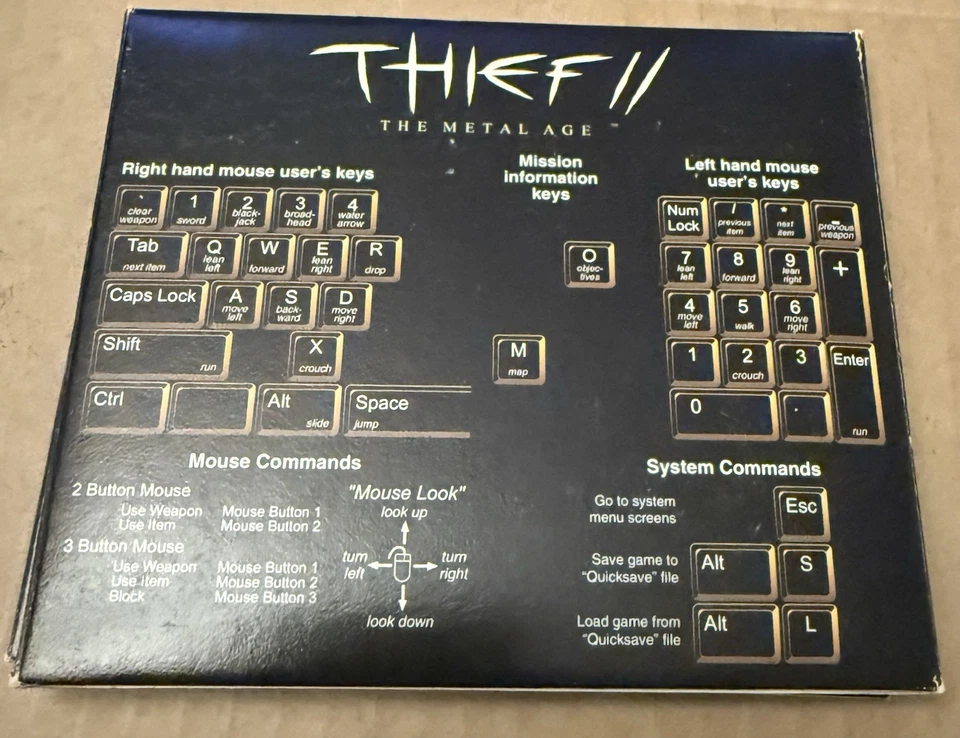 THIEF II
THE METAL AGE ™
Right hand mouse user's keys
` clear weapon
1 sword
2 black-jack
3 broad-head
4 water arrow
Tab next item
Q lean left
W forward
E lean right
R drop
Caps Lock
A move left
S back-ward
D move right
Shift run
X crouch
Ctrl
Alt slide
Space jump
Mission
information
keys
O objec-tives
M map
Left hand mouse
user's keys
Num Lock
/ previous item
* next item
- previous weapon
7 lean left
8 forward
9 lean right
+
4 move left
5 walk
6 move right
1
2 crouch
3
Enter run
0
.
Mouse Commands
2 Button Mouse
Use Weapon Mouse Button 1
Use Item Mouse Button 2
3 Button Mouse
Use Weapon Mouse Button 1
Use Item Mouse Button 2
Block Mouse Button 3
"Mouse Look"
look up
turn left
turn right
look down
System Commands
Go to system
menu screens
Esc
Save game to
"Quicksave" file
Alt S
Load game from
"Quicksave" file
Alt L